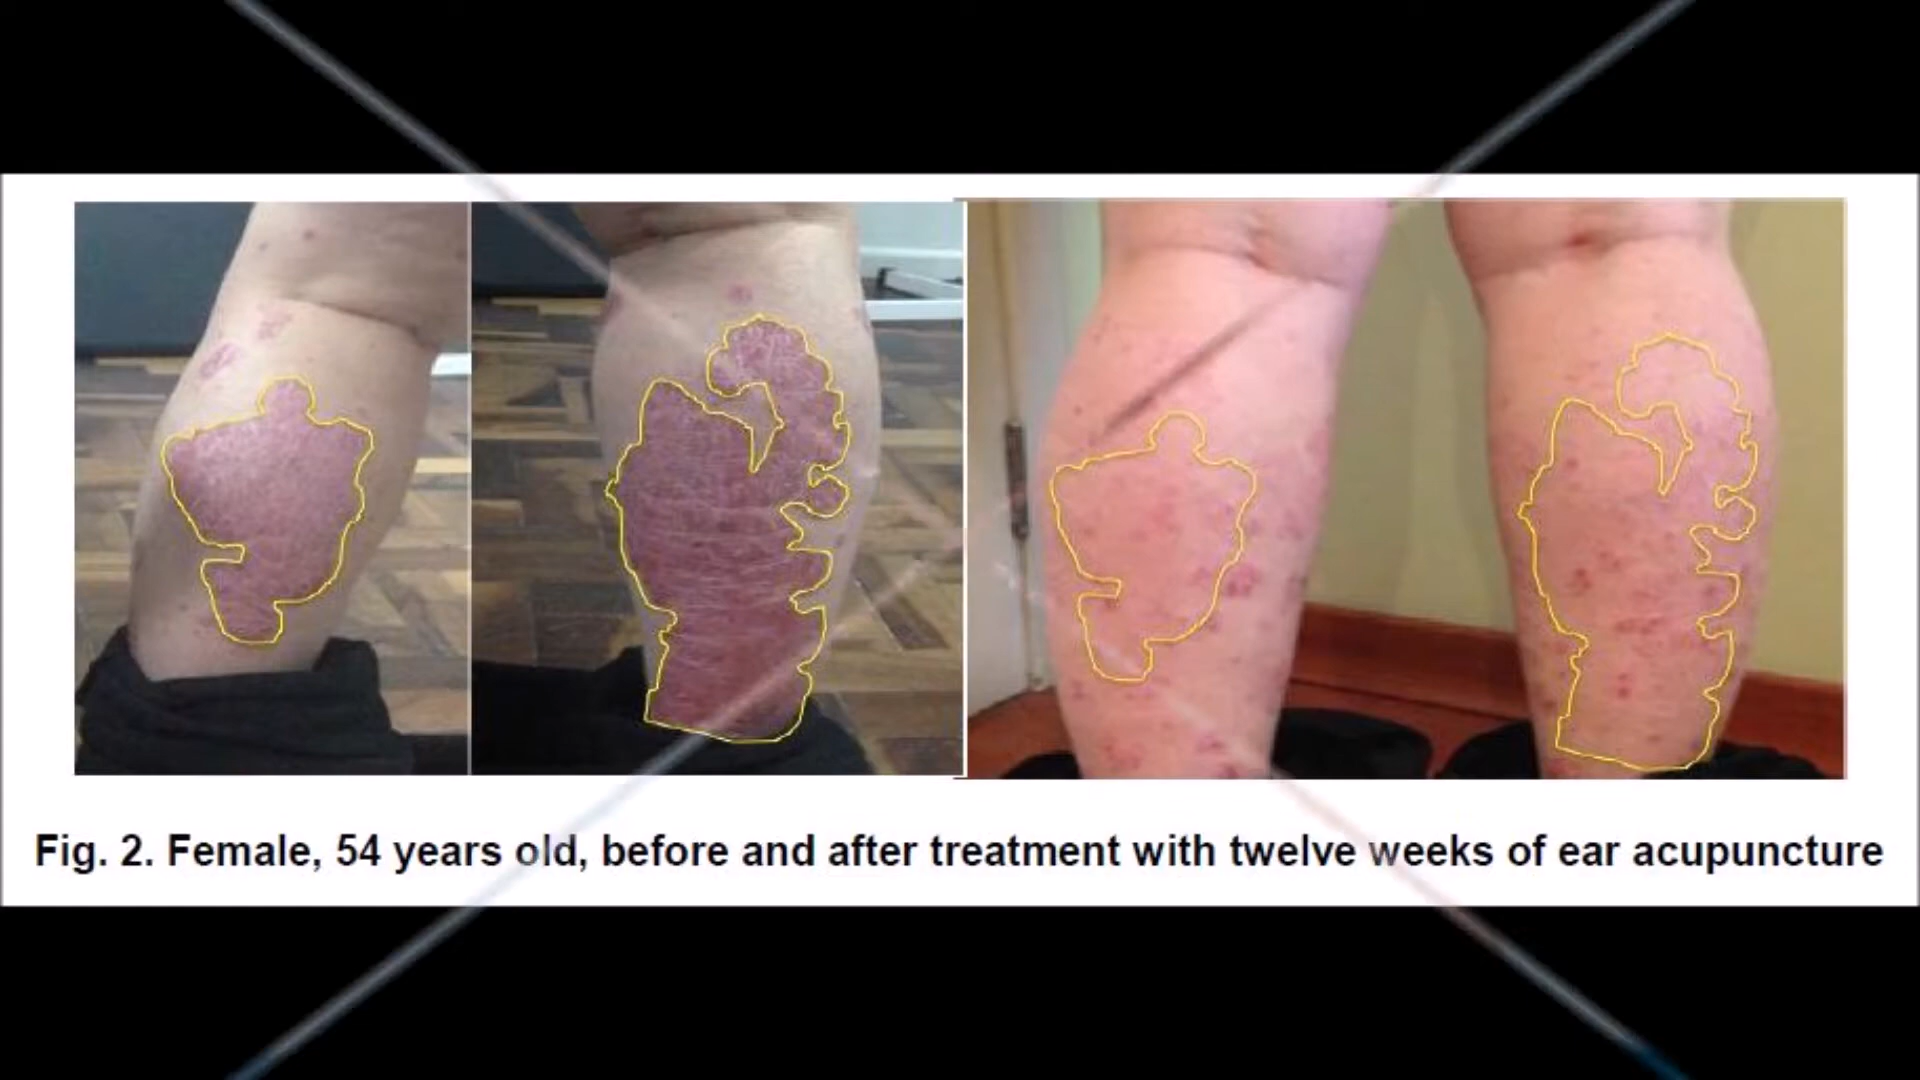 Fig. 2. Female, 54 years old, before and after treatment with twelve weeks of ear acupuncture